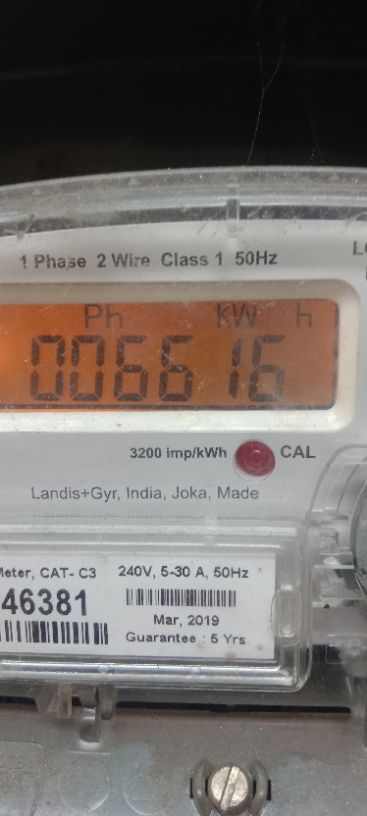 1 Phase 2 Wire Class 1 50Hz
Ph kW h
006616
3200 imp/kWh CAL
Landis+Gyr, India, Joka, Made
Meter, CAT- C3 240V, 5-30 A, 50Hz
46381
Mar, 2019
Guarantee : 5 Yrs